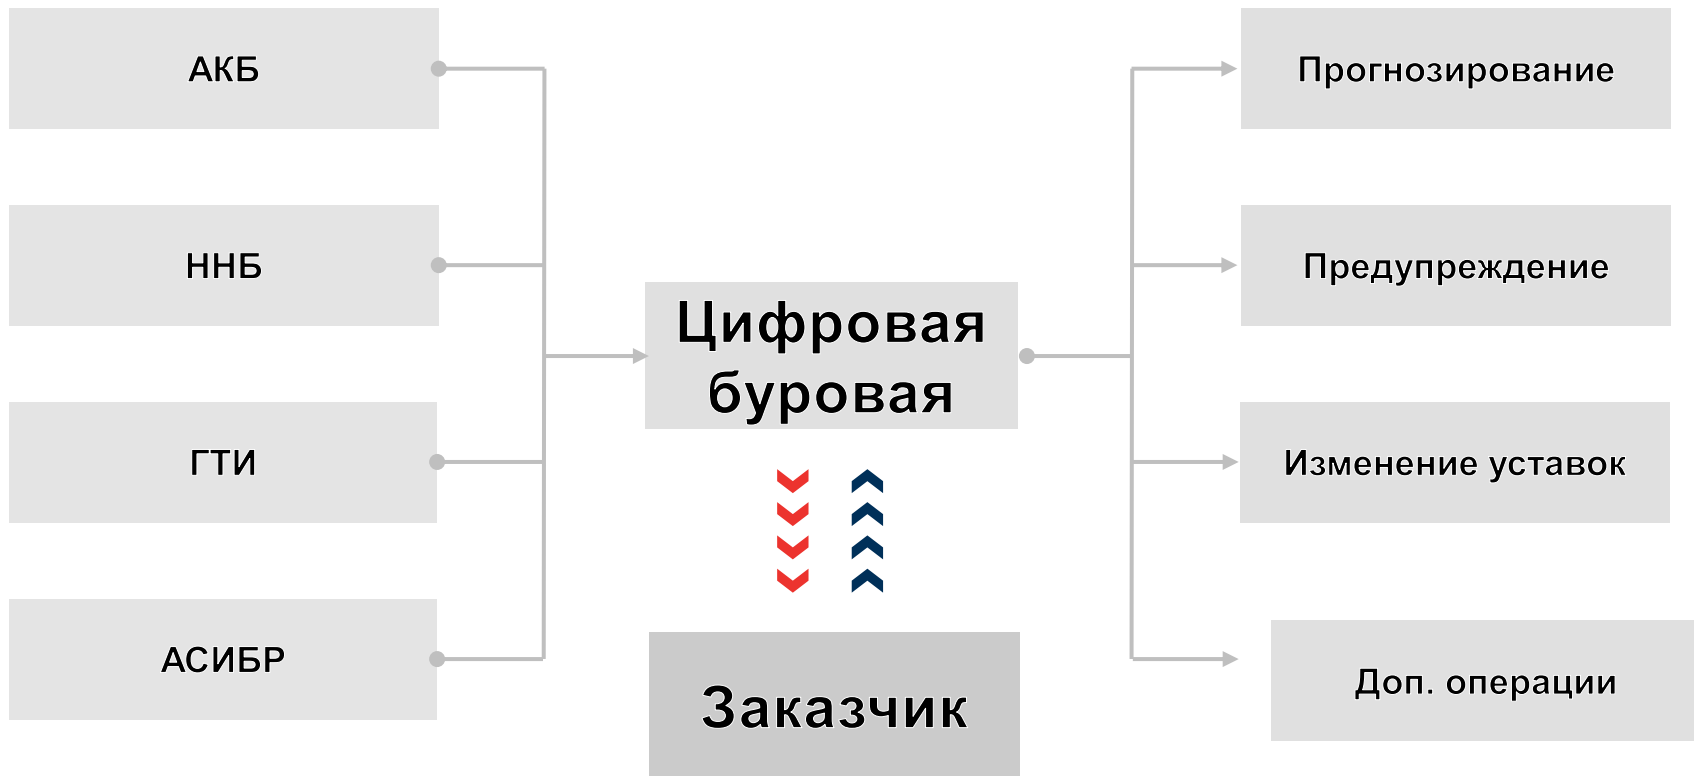 АКБ
ННБ
ГТИ
АСИБР
Цифровая
буровая
Заказчик
Прогнозирование
Предупреждение
Изменение уставок
Доп. операции